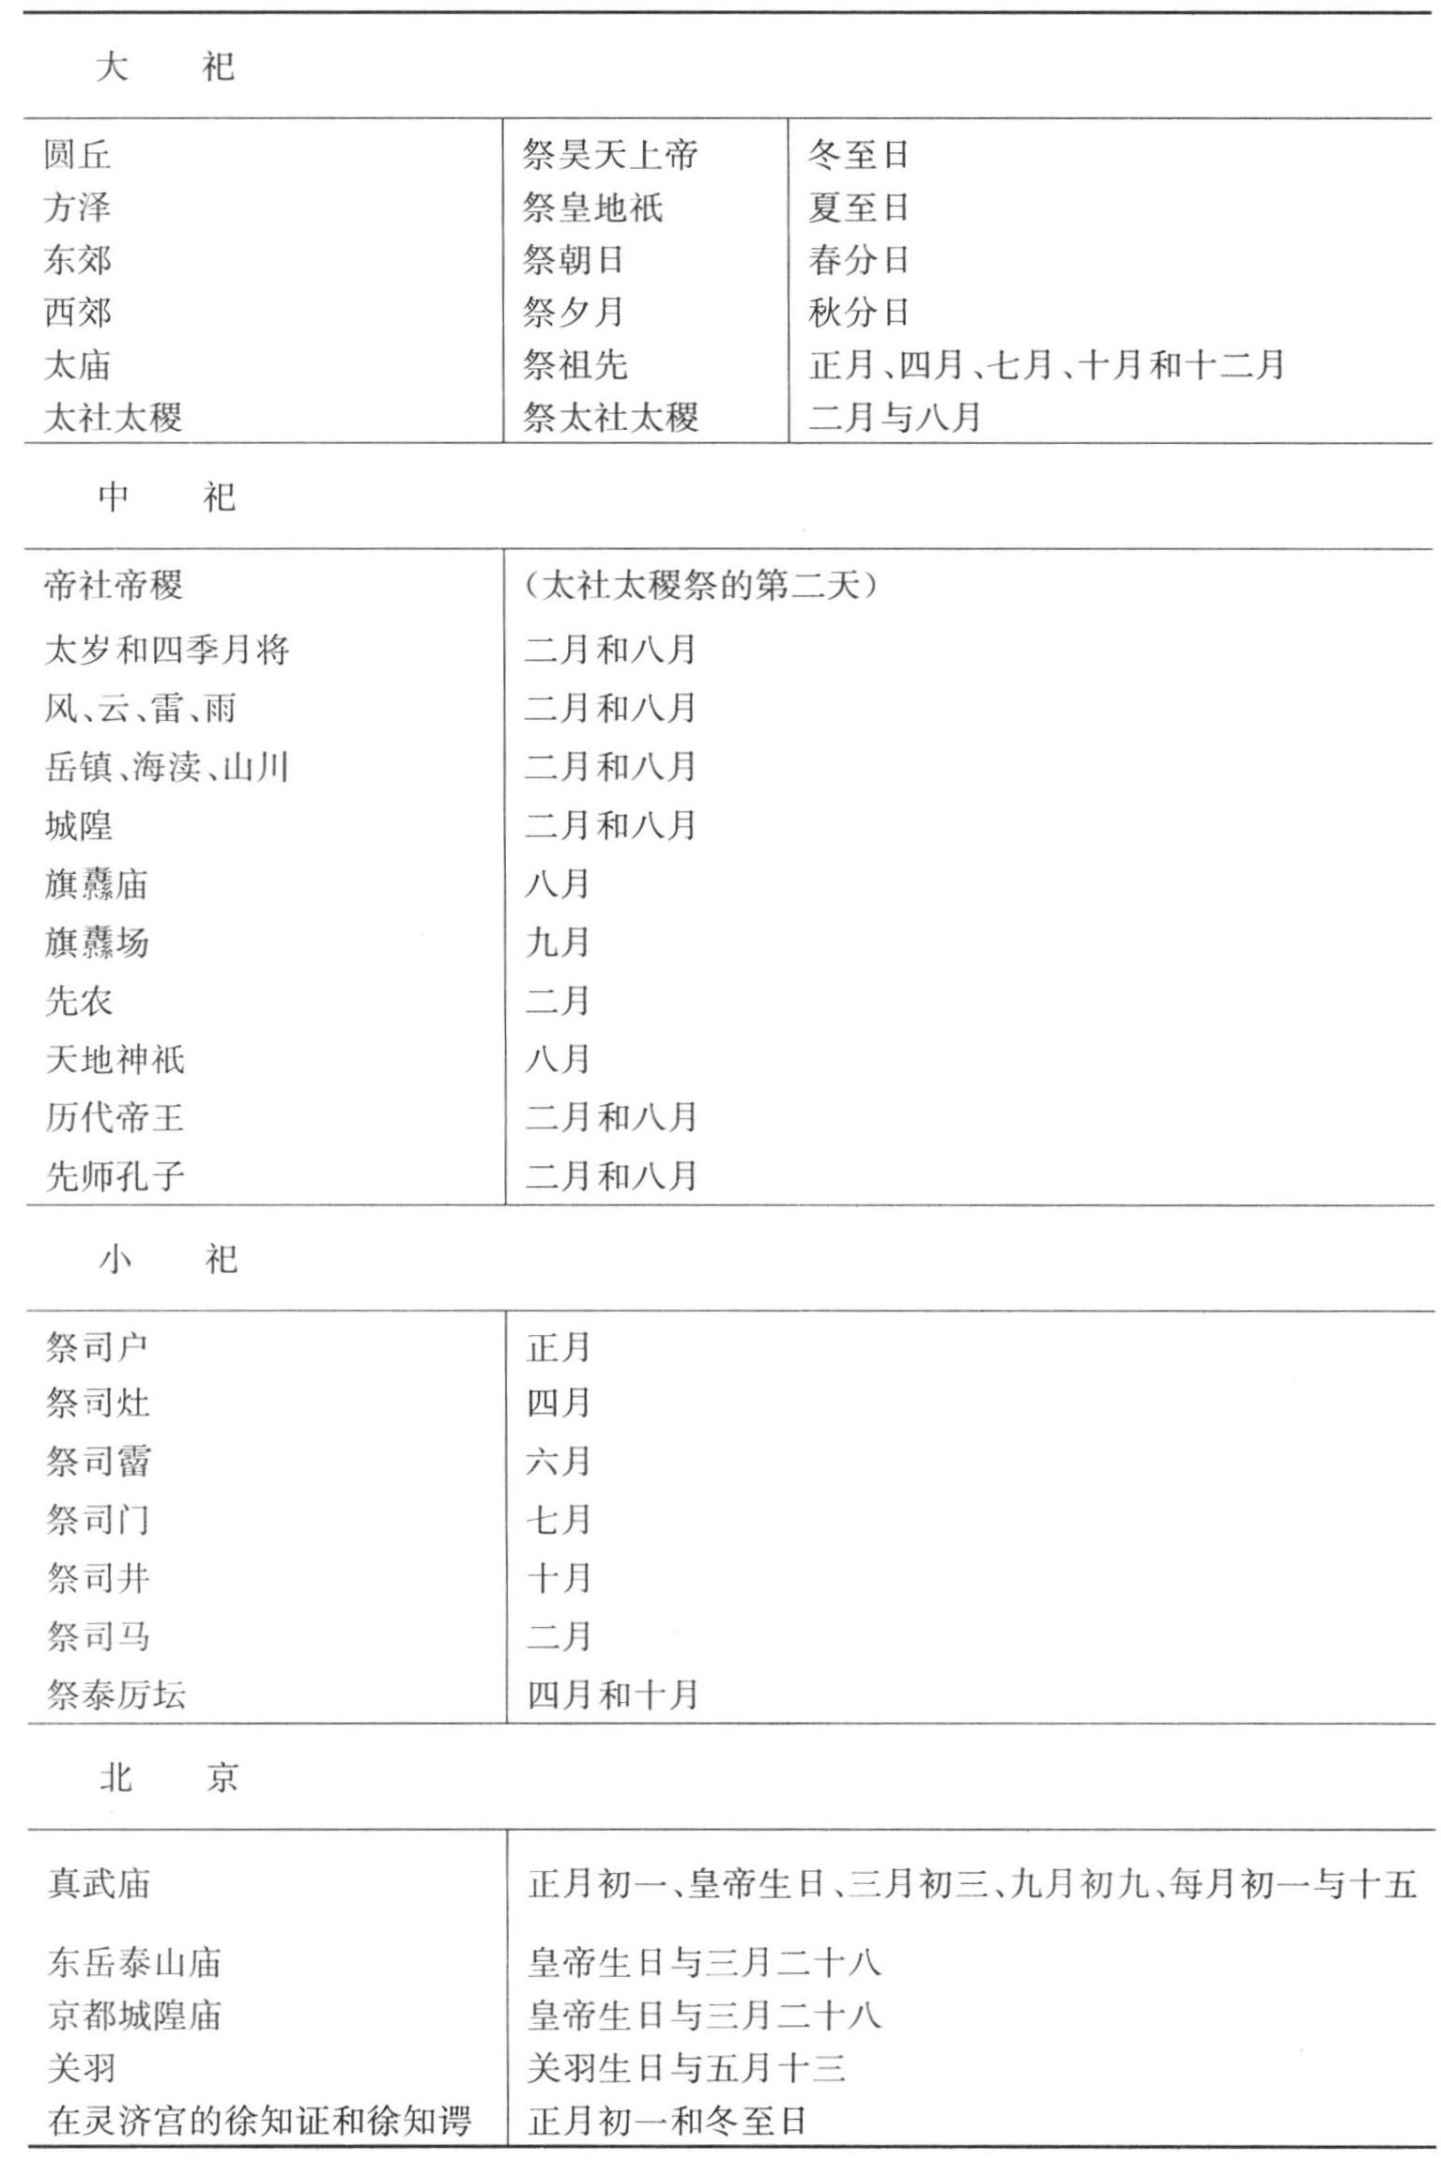 大 祀
圆丘 祭昊天上帝 冬至日
方泽 祭皇地祇 夏至日
东郊 祭朝日 春分日
西郊 祭夕月 秋分日
太庙 祭祖先 正月、四月、七月、十月和十二月
太社太稷 祭太社太稷 二月与八月
中 祀
帝社帝稷 （太社太稷祭的第二天）
太岁和四季月将 二月和八月
风、云、雷、雨 二月和八月
岳镇、海渎、山川 二月和八月
城隍 二月和八月
旗纛庙 八月
旗纛场 九月
先农 二月
天地神祇 八月
历代帝王 二月和八月
先师孔子 二月和八月
小 祀
祭司户 正月
祭司灶 四月
祭司霤 六月
祭司门 七月
祭司井 十月
祭司马 二月
祭泰厉坛 四月和十月
北 京
真武庙 正月初一、皇帝生日、三月初三、九月初九、每月初一与十五
东岳泰山庙 皇帝生日与三月二十八
京都城隍庙 皇帝生日与三月二十八
关羽 关羽生日与五月十三
在灵济宫的徐知证和徐知谔 正月初一和冬至日